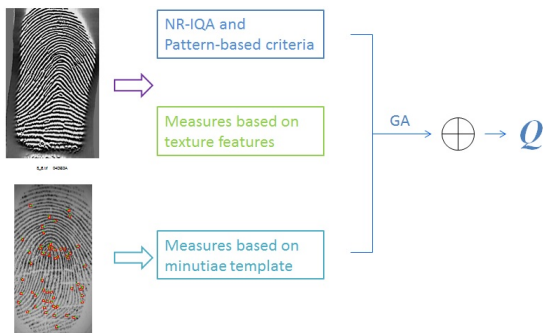 NR-IQA and
Pattern-based criteria
Measures based on
texture features
GA
Q
Measures based on
minutiae template